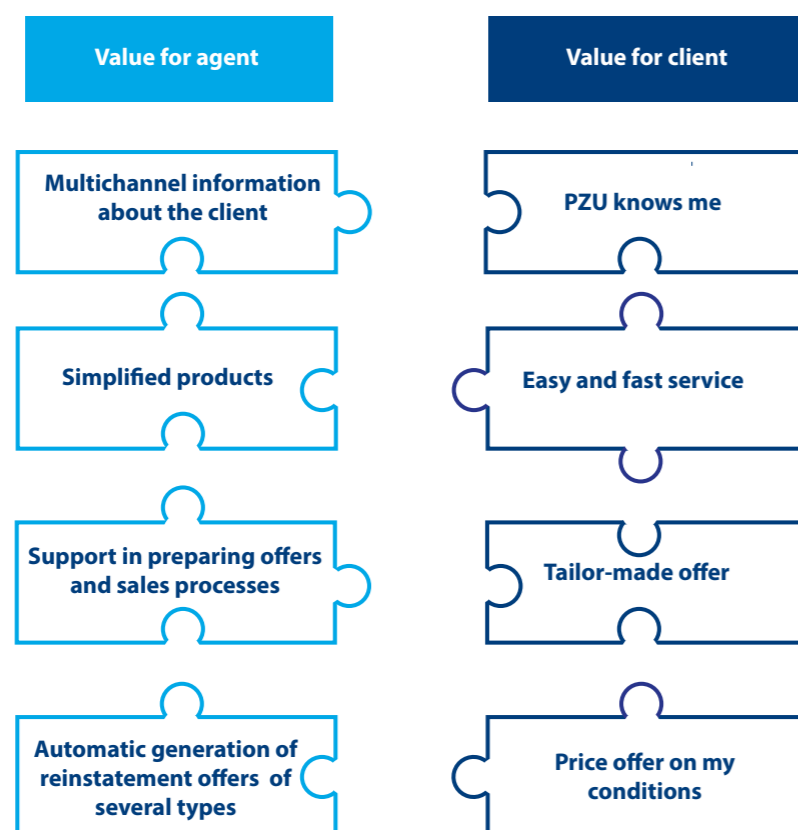 Value for agent
Value for client
Multichannel information
about the client
PZU knows me
Simplified products
Easy and fast service
Support in preparing offers
and sales processes
Tailor-made offer
Automatic generation of
reinstatement offers of
several types
Price offer on my
conditions